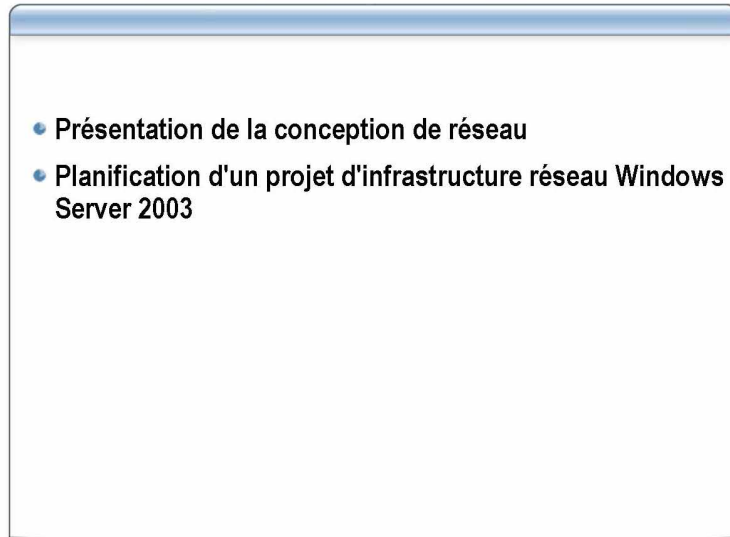 Présentation de la conception de réseau
Planification d'un projet d'infrastructure réseau Windows
Server 2003